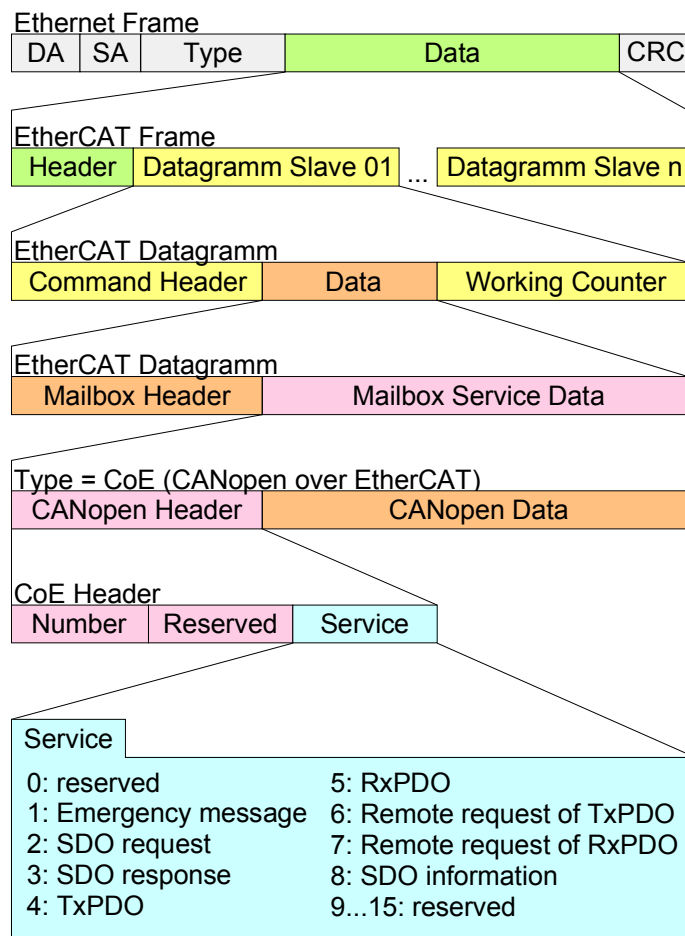 Ethernet Frame
DA SA Type Data CRC
EtherCAT Frame
Header Datagramm Slave 01 ... Datagramm Slave n
EtherCAT Datagramm
Command Header Data Working Counter
EtherCAT Datagramm
Mailbox Header Mailbox Service Data
Type = CoE (CANopen over EtherCAT)
CANopen Header CANopen Data
CoE Header
Number Reserved Service
Service
0: reserved
1: Emergency message
2: SDO request
3: SDO response
4: TxPDO
5: RxPDO
6: Remote request of TxPDO
7: Remote request of RxPDO
8: SDO information
9...15: reserved